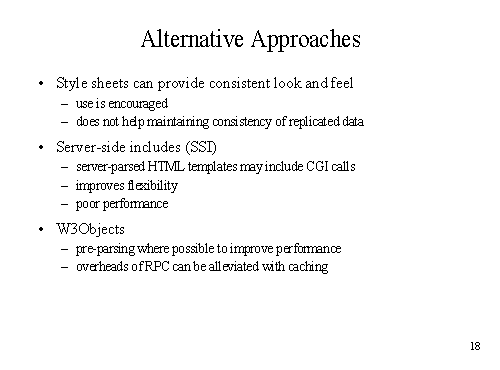 Alternative Approaches
• Style sheets can provide consistent look and feel
– use is encouraged
– does not help maintaining consistency of replicated data
• Server-side includes (SSI)
– server-parsed HTML templates may include CGI calls
– improves flexibility
– poor performance
• W3Objects
– pre-parsing where possible to improve performance
– overheads of RPC can be alleviated with caching
18